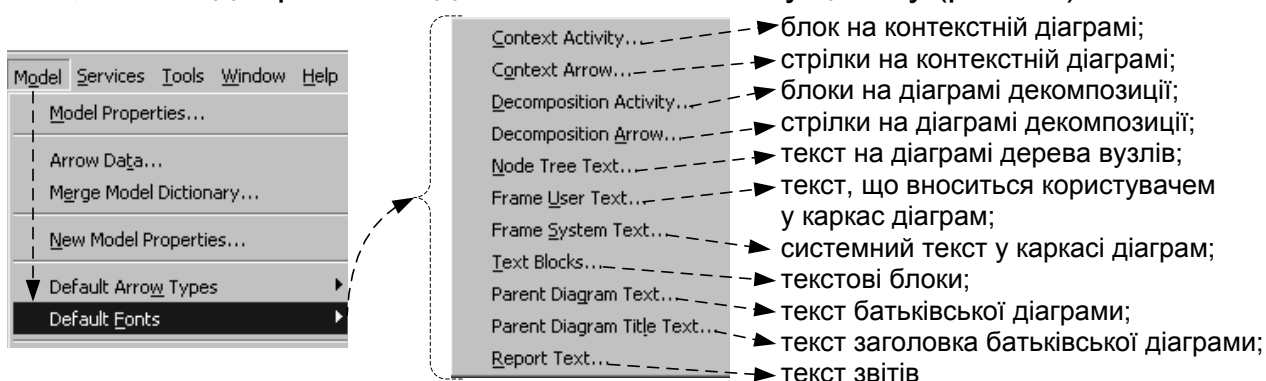 Model Services Tools Window Help
Model Properties...
Arrow Data...
Merge Model Dictionary...
New Model Properties...
Default Arrow Types
Default Fonts
Context Activity...
Context Arrow...
Decomposition Activity...
Decomposition Arrow...
Node Tree Text...
Frame User Text...
Frame System Text...
Text Blocks...
Parent Diagram Text...
Parent Diagram Title Text...
Report Text...
блок на контекстній діаграмі;
стрілки на контекстній діаграмі;
блоки на діаграмі декомпозиції;
стрілки на діаграмі декомпозиції;
текст на діаграмі дерева вузлів;
текст, що вноситься користувачем
у каркас діаграм;
системний текст у каркасі діаграм;
текстові блоки;
текст батьківської діаграми;
текст заголовка батьківської діаграми;
текст звітів